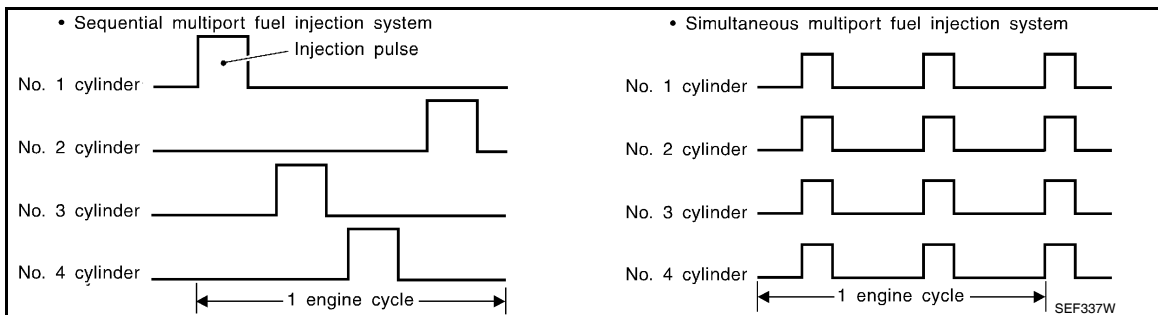 • Sequential multiport fuel injection system
Injection pulse
No. 1 cylinder
No. 2 cylinder
No. 3 cylinder
No. 4 cylinder
1 engine cycle
• Simultaneous multiport fuel injection system
No. 1 cylinder
No. 2 cylinder
No. 3 cylinder
No. 4 cylinder
1 engine cycle
SEF337W